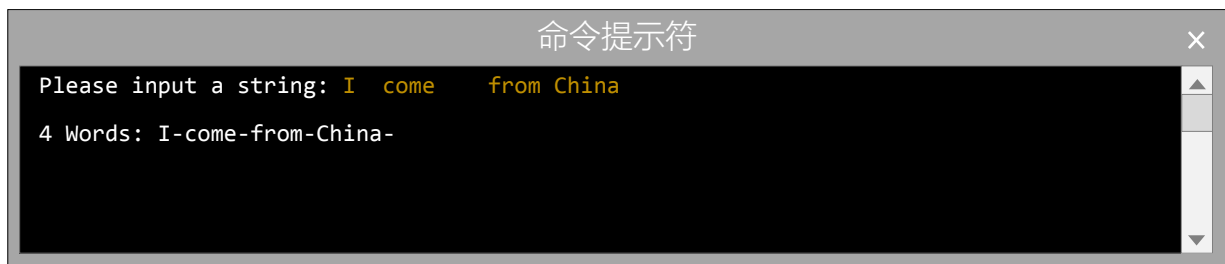 命令提示符
Please input a string: I  come    from China
4 Words: I-come-from-China-